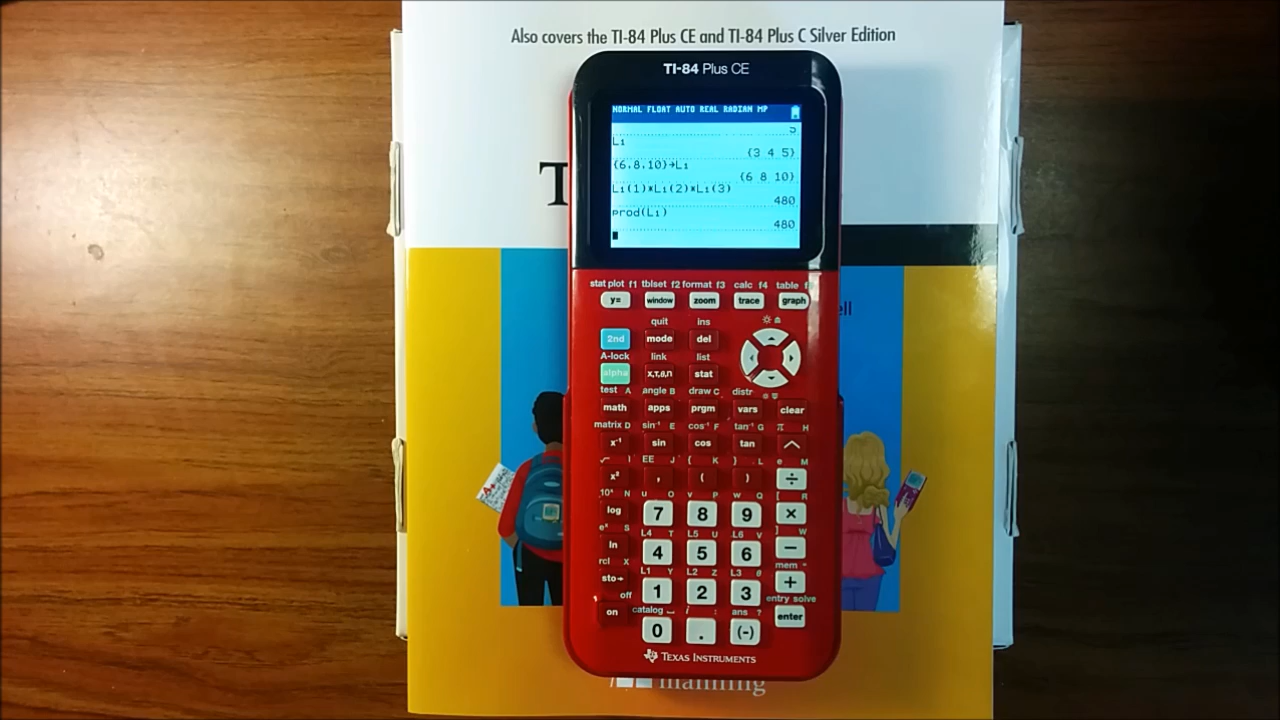 Also covers the TI-84 Plus CE and TI-84 Plus C Silver Edition
T
TI-84 Plus CE
NORMAL FLOAT AUTO REAL RADIAN MP
L₁
{3 4 5}
{6,8,10}→L₁
{6 8 10}
L₁(1)*L₁(2)*L₁(3)
480
prod(L₁)
480
stat plot f1 tblset f2 format f3 calc f4 table
y= window zoom trace graph
ell
quit ins
2nd mode del
A-lock link list
alpha X,T,θ,n stat
test A angle B draw C distr
math apps prgm vars clear
matrix D sin⁻¹ E cos⁻¹ F tan⁻¹ G π H
x⁻¹ sin cos tan ^
√ I EE J { K } L e M
x² , ( ) ÷
10ˣ N u O v P w Q [ R
log 7 8 9 ×
eˣ S L4 T L5 U L6 V ] W
ln 4 5 6 −
rcl X L1 Y L2 Z L3 θ mem "
sto→ 1 2 3 +
off catalog i : ans ? entry solve
on 0 . (-) enter
A+
TEXAS INSTRUMENTS
manning